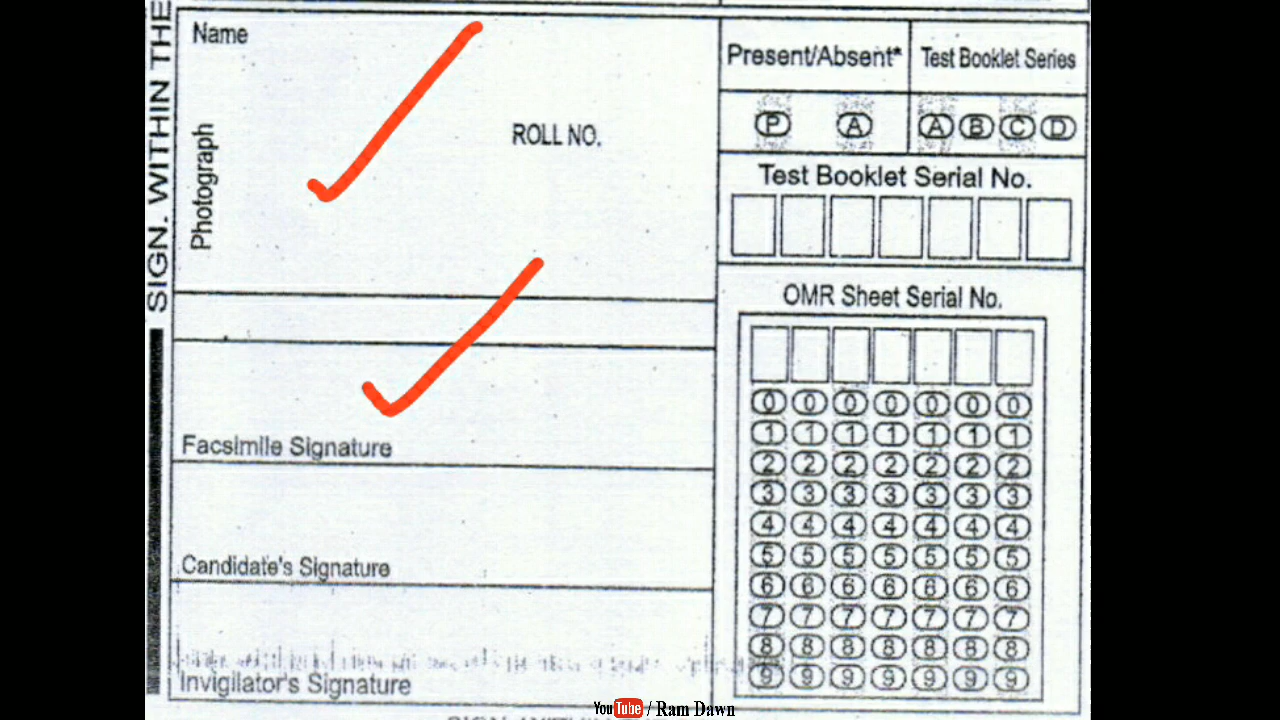 SIGN. WITHIN THE
Name
Photograph
ROLL NO.
Facsimile Signature
Candidate's Signature
Invigilator's Signature
Present/Absent*
Test Booklet Series
P A
A B C D
Test Booklet Serial No.
OMR Sheet Serial No.
0 0 0 0 0 0 0
1 1 1 1 1 1 1
2 2 2 2 2 2 2
3 3 3 3 3 3 3
4 4 4 4 4 4 4
5 5 5 5 5 5 5
6 6 6 6 6 6 6
7 7 7 7 7 7 7
8 8 8 8 8 8 8
9 9 9 9 9 9 9
YouTube / Ram Dawn